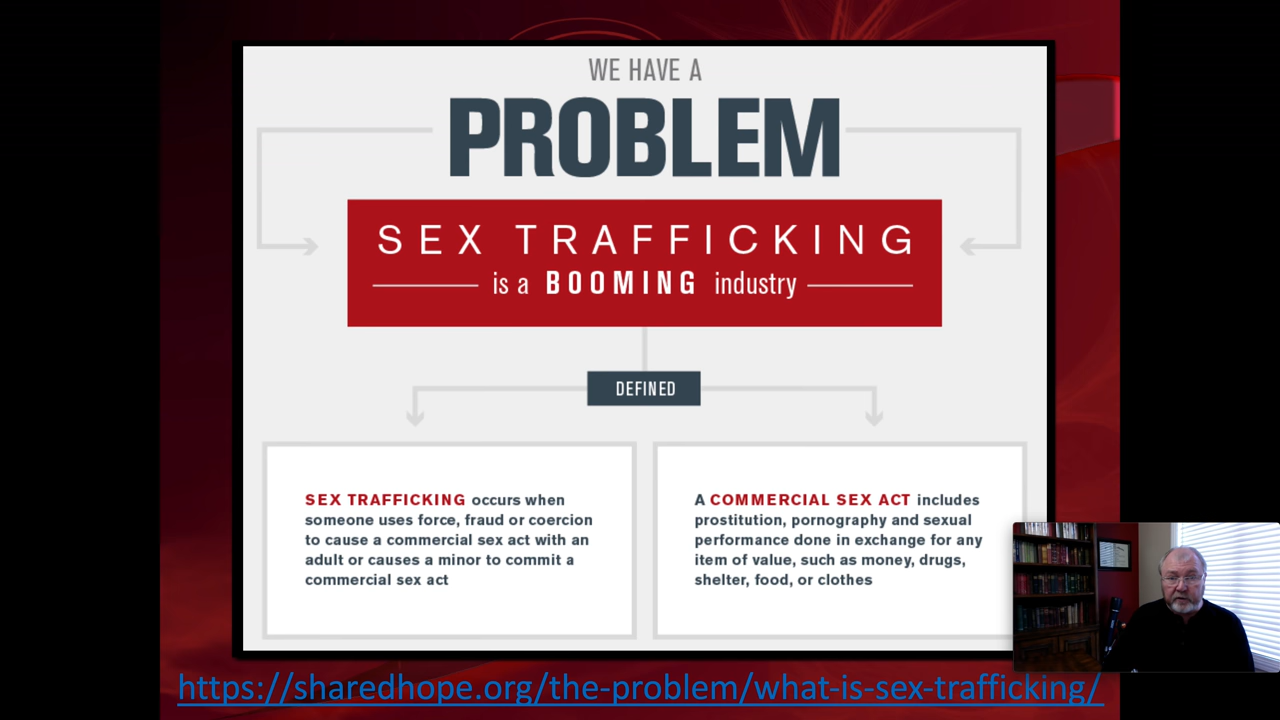 WE HAVE A
PROBLEM
SEX TRAFFICKING
is a BOOMING industry
DEFINED
SEX TRAFFICKING occurs when
someone uses force, fraud or coercion
to cause a commercial sex act with an
adult or causes a minor to commit a
commercial sex act
A COMMERCIAL SEX ACT includes
prostitution, pornography and sexual
performance done in exchange for any
item of value, such as money, drugs,
shelter, food, or clothes
https://sharedhope.org/the-problem/what-is-sex-trafficking/